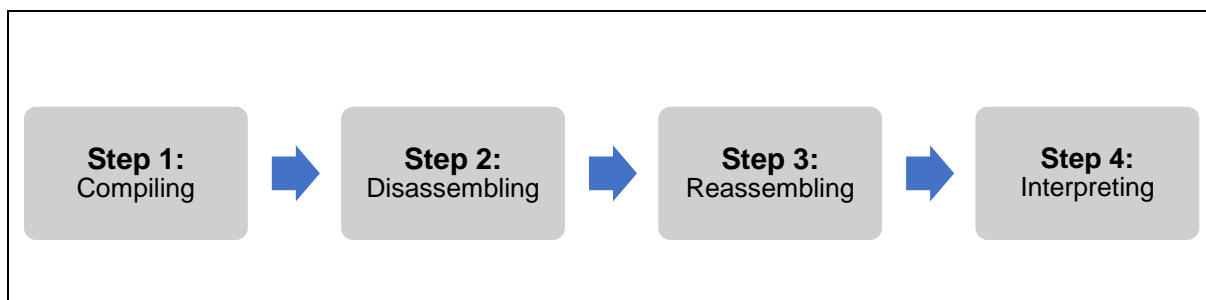 Step 1:
Compiling
Step 2:
Disassembling
Step 3:
Reassembling
Step 4:
Interpreting